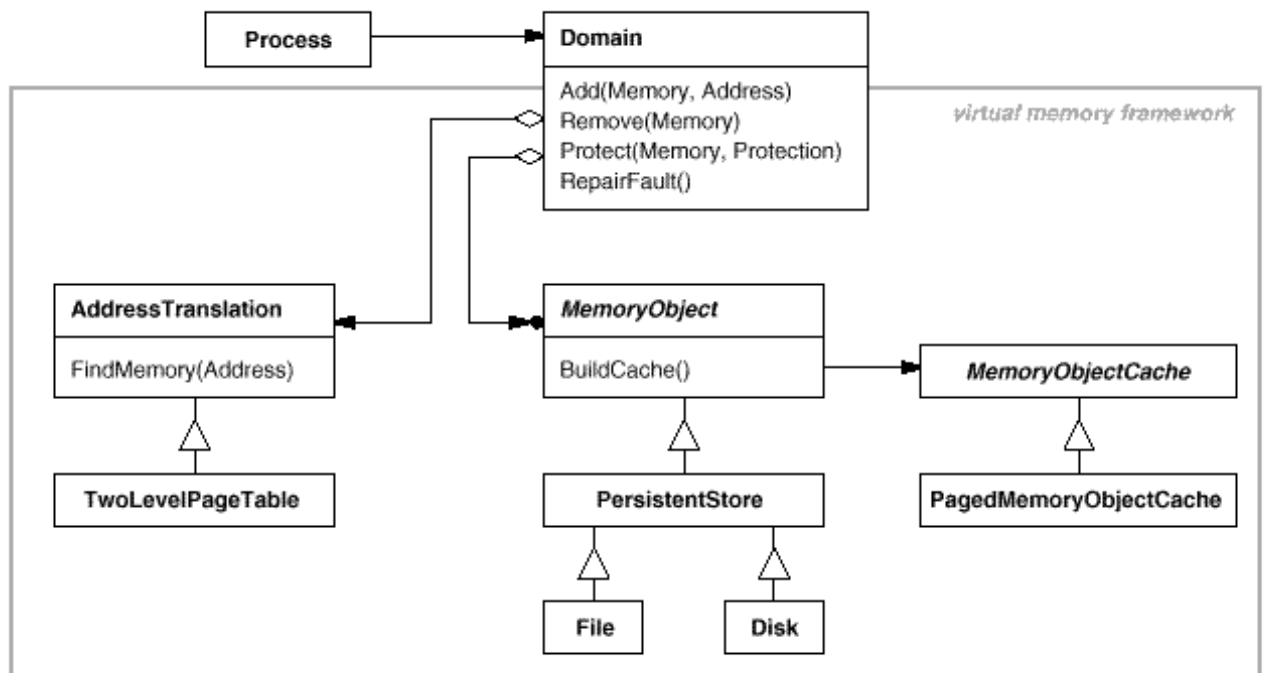 Process
Domain
Add(Memory, Address)
Remove(Memory)
Protect(Memory, Protection)
RepairFault()
virtual memory framework
AddressTranslation
FindMemory(Address)
MemoryObject
BuildCache()
MemoryObjectCache
TwoLevelPageTable
PersistentStore
PagedMemoryObjectCache
File
Disk